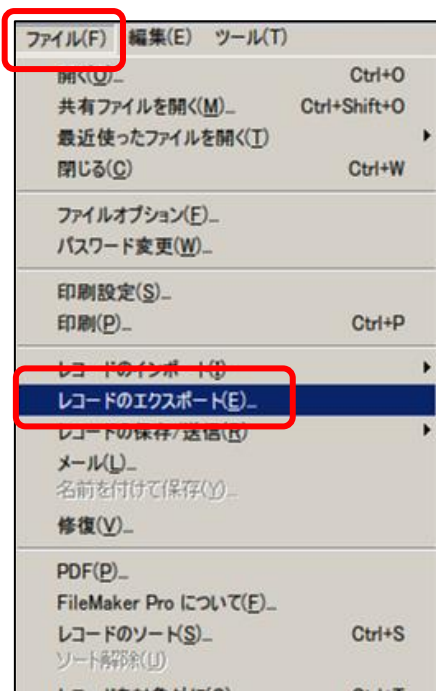 ファイル(F) 編集(E) ツール(T)
開く(O)... Ctrl+O
共有ファイルを開く(M)... Ctrl+Shift+O
最近使ったファイルを開く(T)
閉じる(C) Ctrl+W
ファイルオプション(F)...
パスワード変更(W)...
印刷設定(S)...
印刷(P)... Ctrl+P
レコードのインポート(I)
レコードのエクスポート(E)...
レコードの保存/送信(R)
メール(L)...
名前を付けて保存(Y)...
修復(V)...
PDF(P)...
FileMaker Pro について(F)...
レコードのソート(S)... Ctrl+S
ソート解除(U)